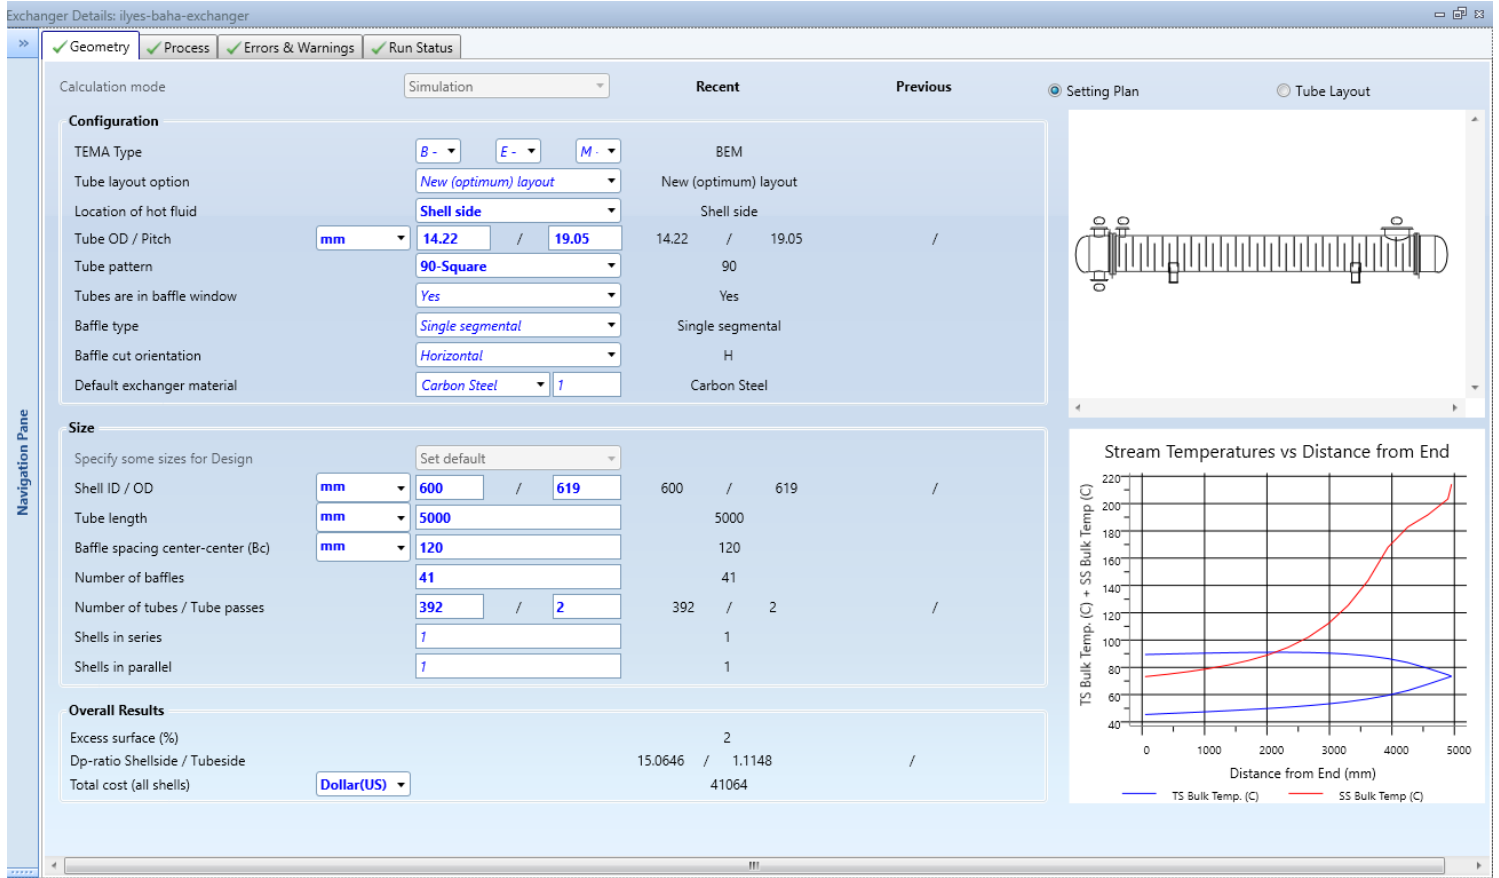 Exchanger Details: ilyes-baha-exchanger
Geometry Process Errors & Warnings Run Status
Calculation mode Simulation Recent Previous
Setting Plan Tube Layout
Configuration
TEMA Type B - E - M - BEM
Tube layout option New (optimum) layout New (optimum) layout
Location of hot fluid Shell side Shell side
Tube OD / Pitch mm 14.22 / 19.05 14.22 / 19.05 /
Tube pattern 90-Square 90
Tubes are in baffle window Yes Yes
Baffle type Single segmental Single segmental
Baffle cut orientation Horizontal H
Default exchanger material Carbon Steel 1 Carbon Steel
Navigation Pane
Size
Specify some sizes for Design Set default
Shell ID / OD mm 600 / 619 600 / 619 /
Tube length mm 5000 5000
Baffle spacing center-center (Bc) mm 120 120
Number of baffles 41 41
Number of tubes / Tube passes 392 / 2 392 / 2 /
Shells in series 1 1
Shells in parallel 1 1
Overall Results
Excess surface (%) 2
Dp-ratio Shellside / Tubeside 15.0646 / 1.1148 /
Total cost (all shells) Dollar(US) 41064
Stream Temperatures vs Distance from End
TS Bulk Temp. (C) + SS Bulk Temp (C)
220
200
180
160
140
120
100
80
60
40
0 1000 2000 3000 4000 5000
Distance from End (mm)
TS Bulk Temp. (C) SS Bulk Temp (C)